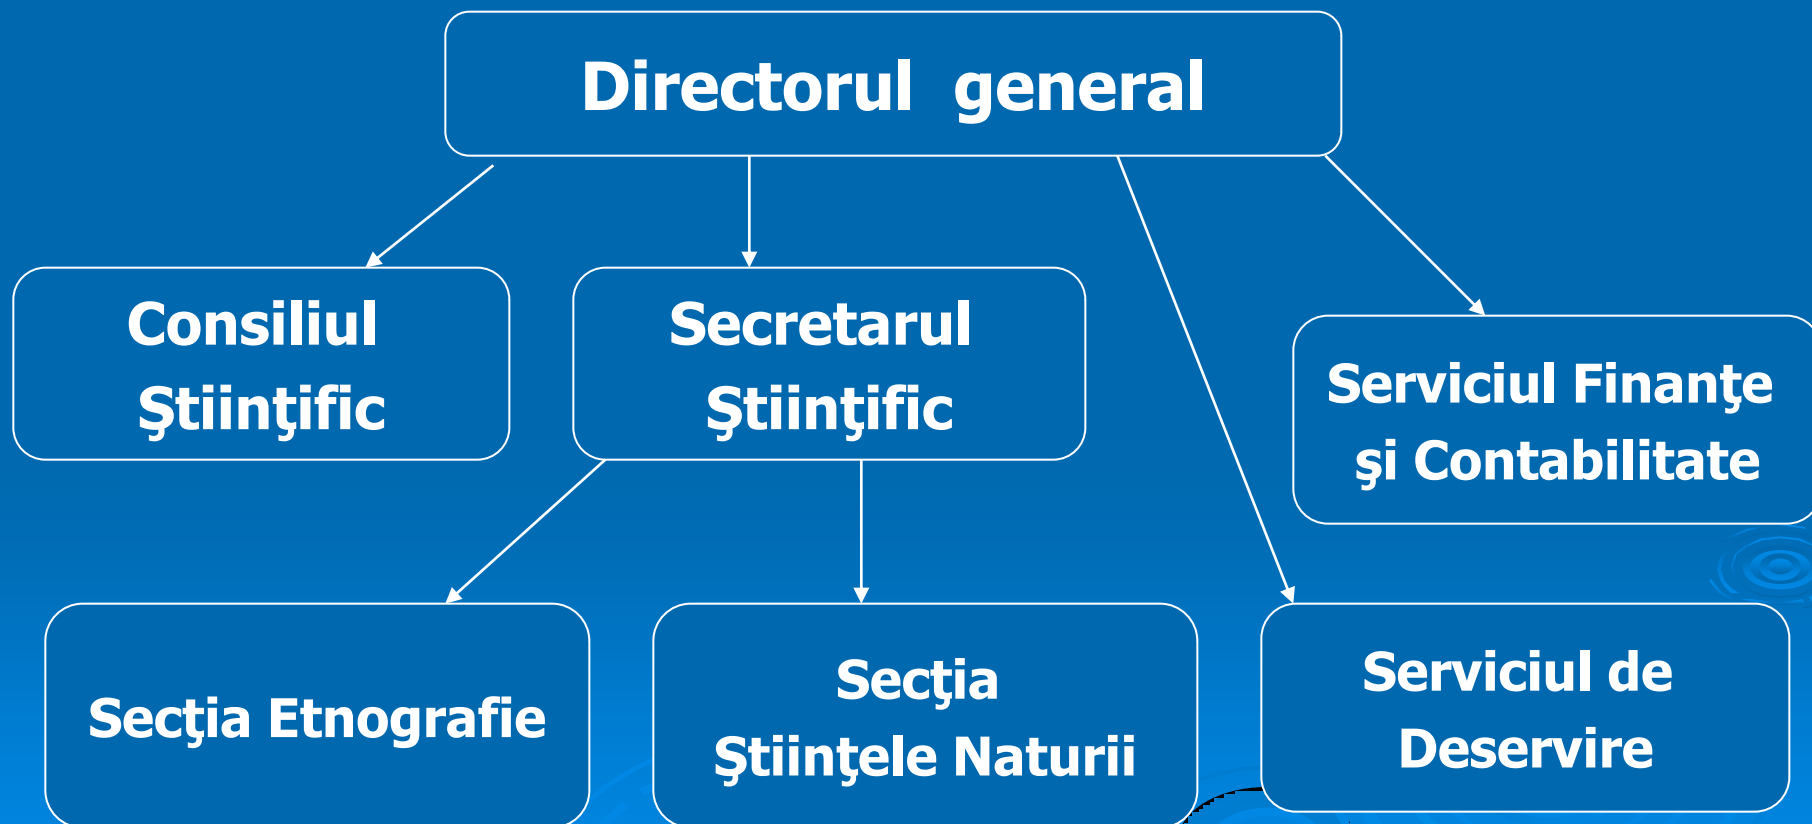 Directorul general
Consiliul
Ştiinţific
Secretarul
Ştiinţific
Serviciul Finanţe
şi Contabilitate
Secţia Etnografie
Secţia
Ştiinţele Naturii
Serviciul de
Deservire